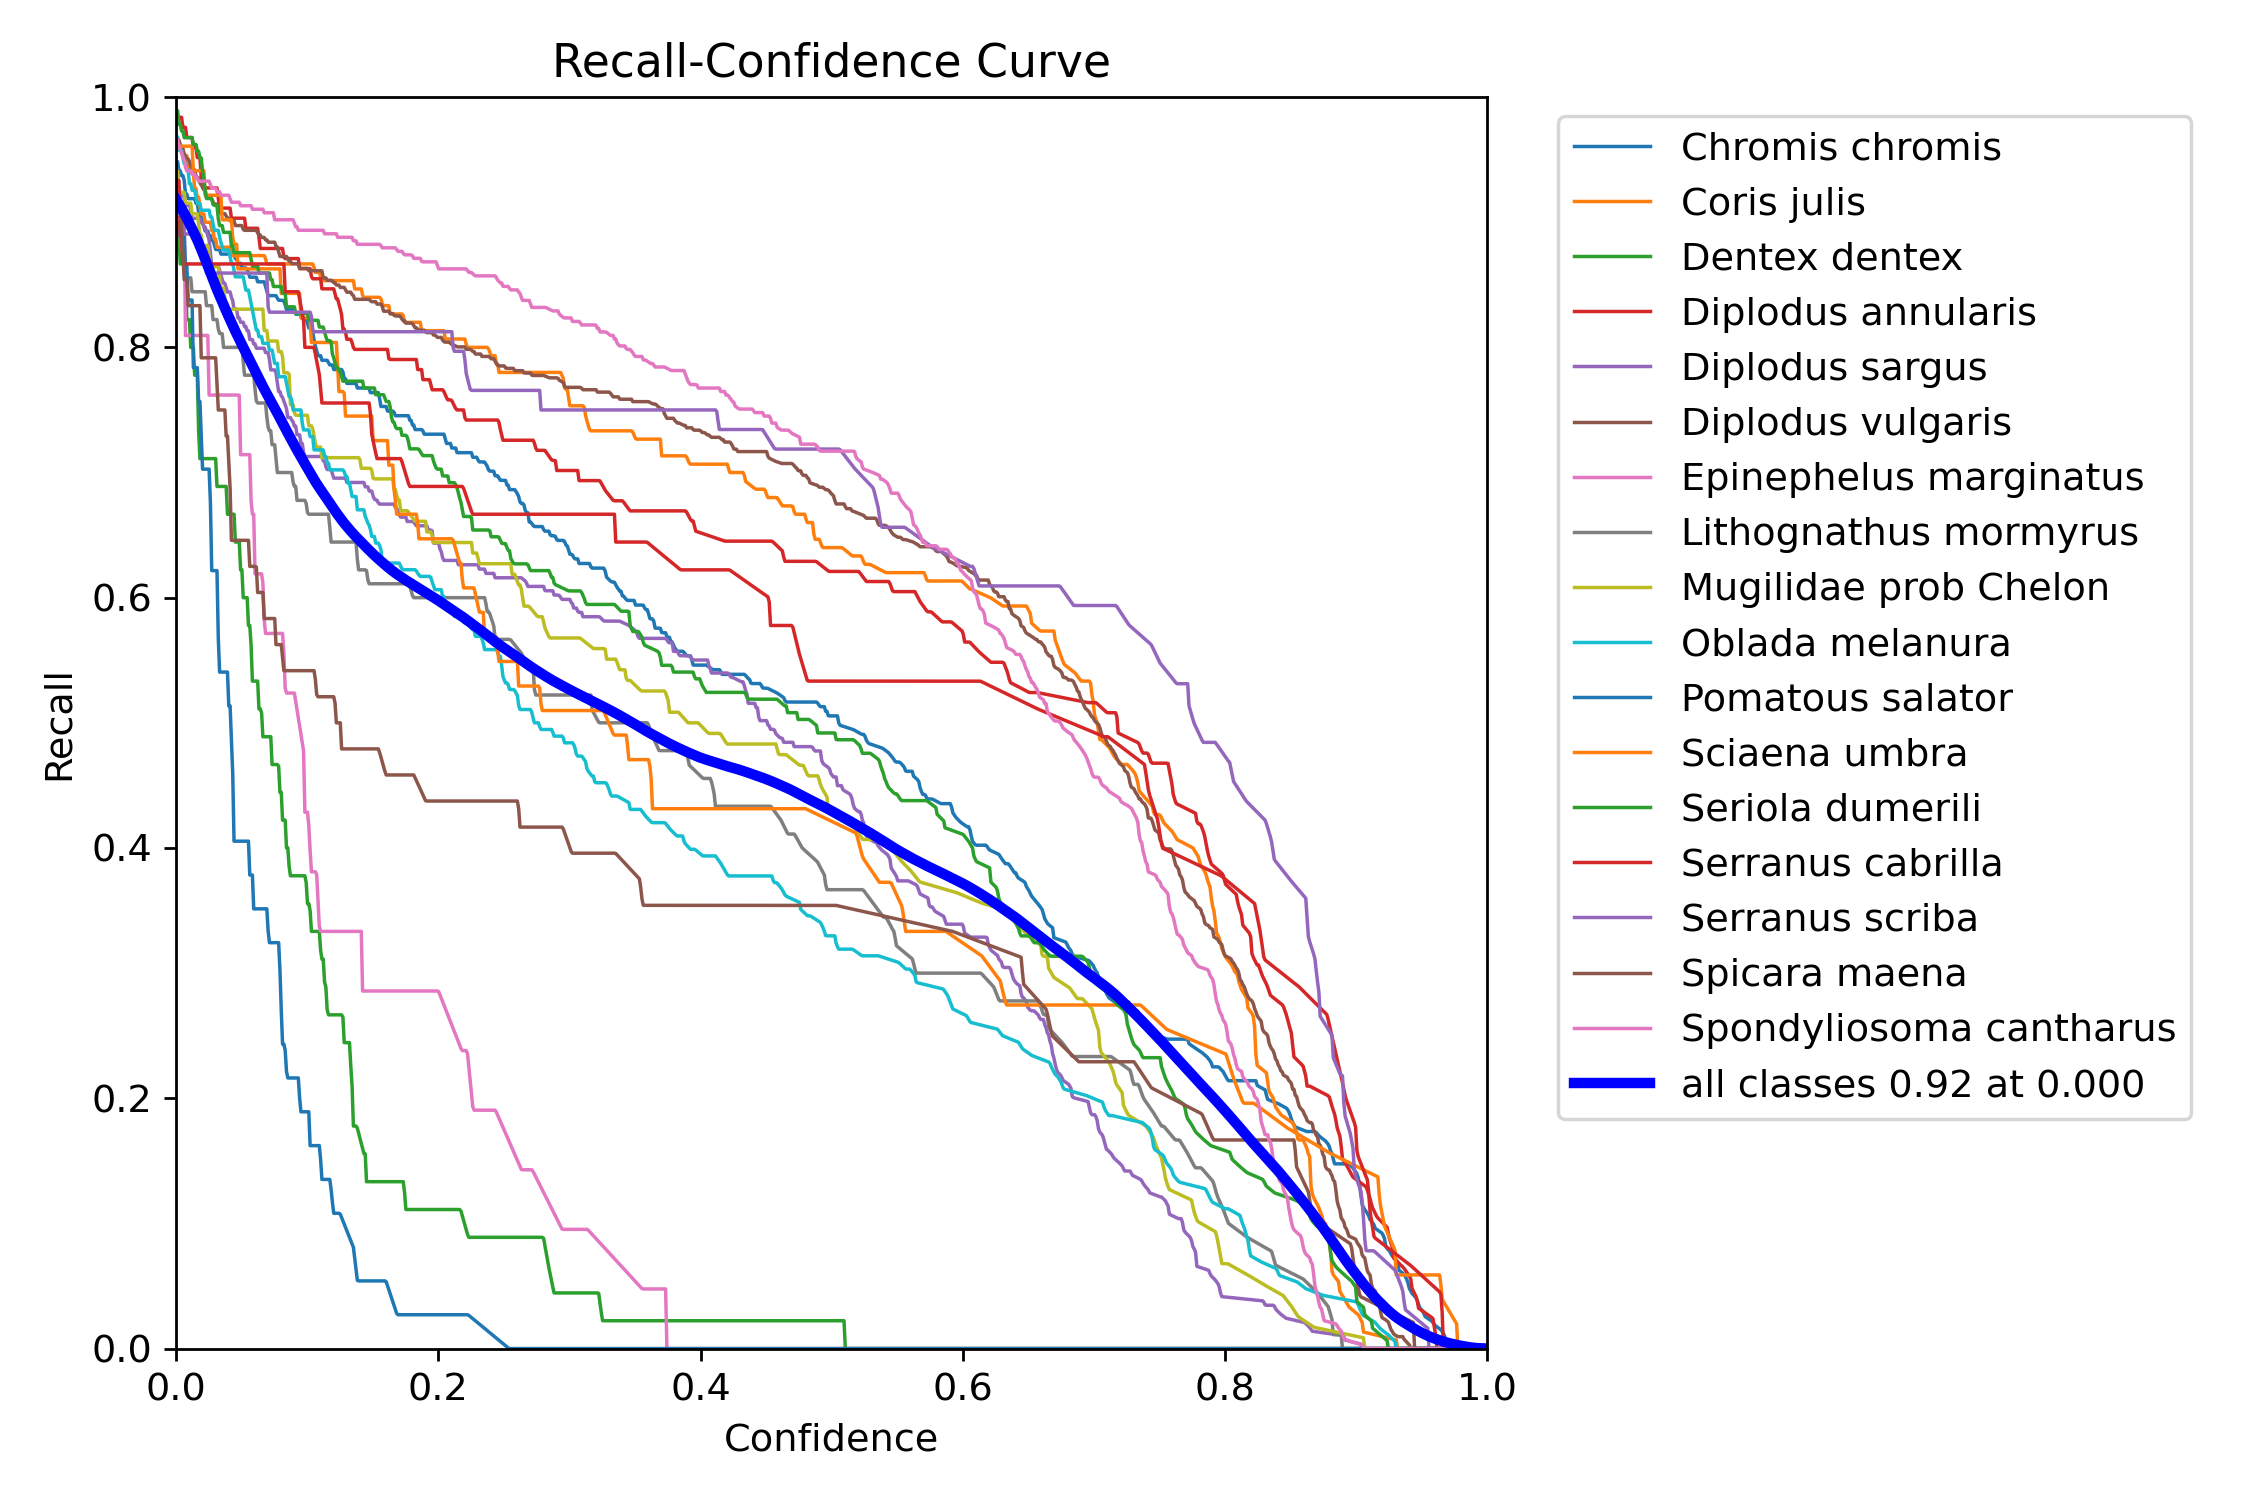 Recall-Confidence Curve
1.0
0.8
0.6
0.4
0.2
0.0
Recall
0.0 0.2 0.4 0.6 0.8 1.0
Confidence
Chromis chromis
Coris julis
Dentex dentex
Diplodus annularis
Diplodus sargus
Diplodus vulgaris
Epinephelus marginatus
Lithognathus mormyrus
Mugilidae prob Chelon
Oblada melanura
Pomatous salator
Sciaena umbra
Seriola dumerili
Serranus cabrilla
Serranus scriba
Spicara maena
Spondyliosoma cantharus
all classes 0.92 at 0.000